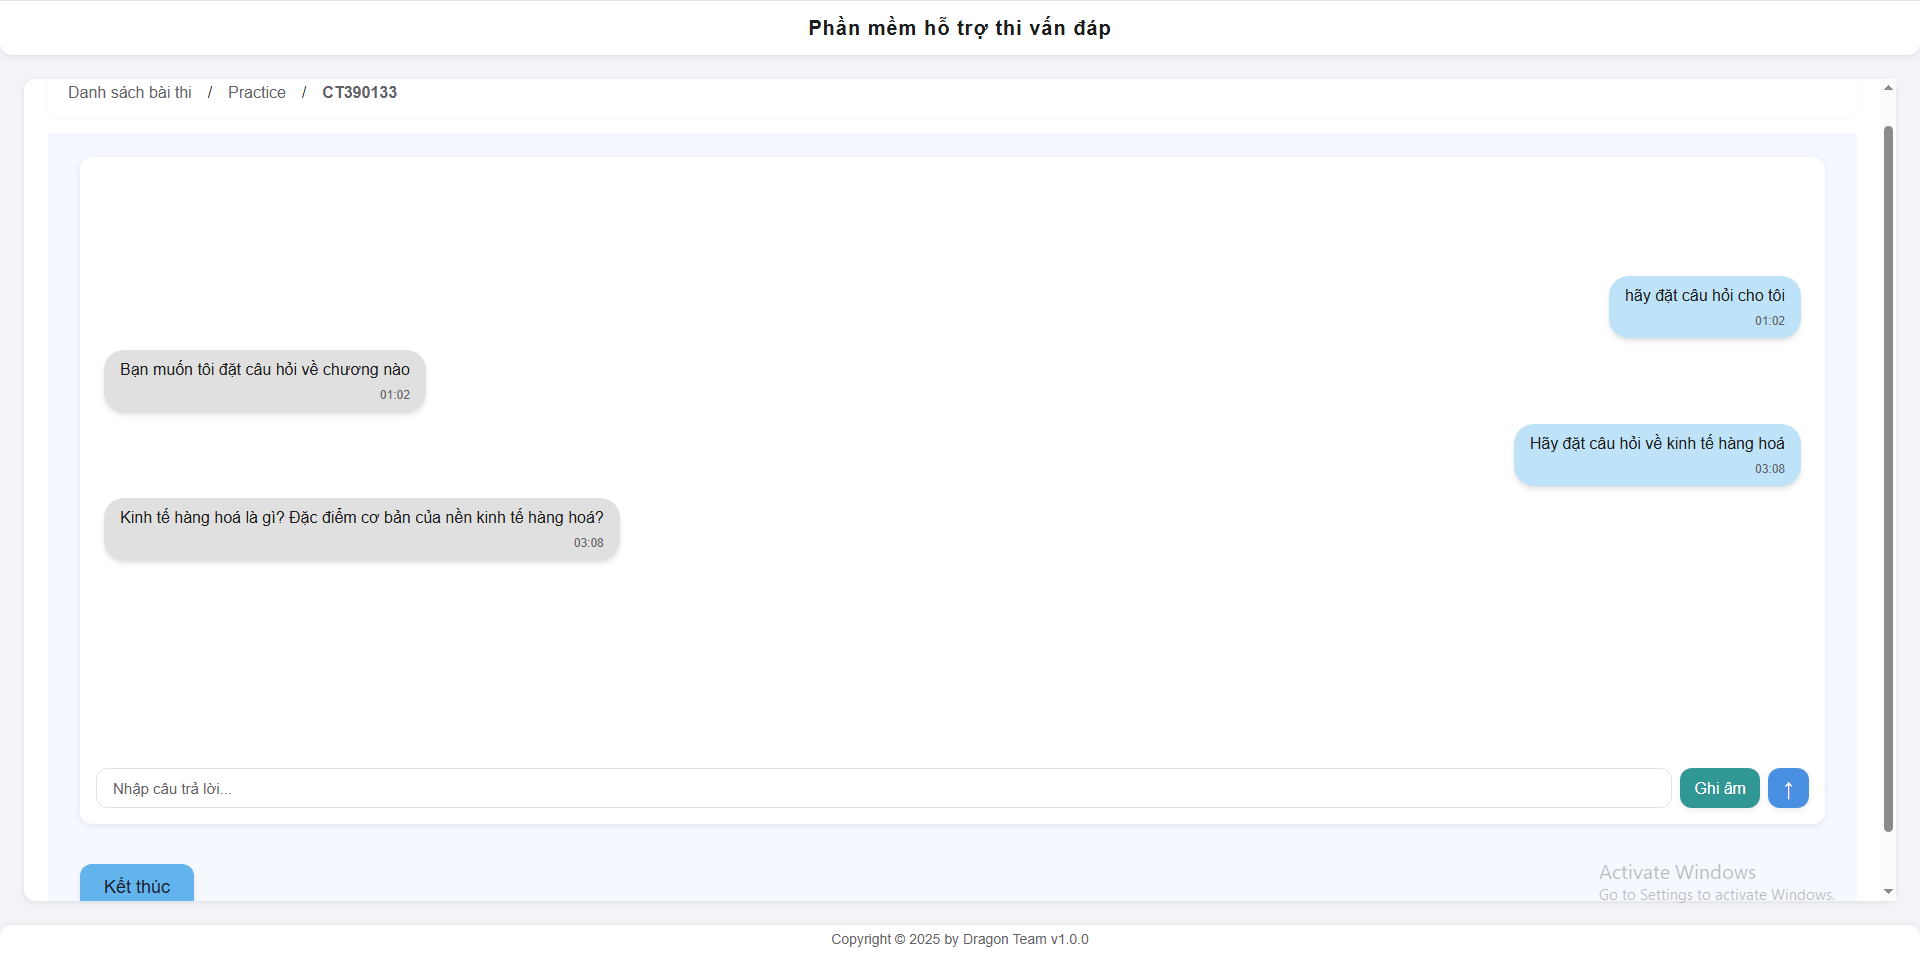 Phần mềm hỗ trợ thi vấn đáp
Danh sách bài thi / Practice / CT390133
hãy đặt câu hỏi cho tôi
01:02
Bạn muốn tôi đặt câu hỏi về chương nào
01:02
Hãy đặt câu hỏi về kinh tế hàng hoá
03:08
Kinh tế hàng hoá là gì? Đặc điểm cơ bản của nền kinh tế hàng hoá?
03:08
Nhập câu trả lời...
Ghi âm
↑
Kết thúc
Activate Windows
Go to Settings to activate Windows.
Copyright © 2025 by Dragon Team v1.0.0